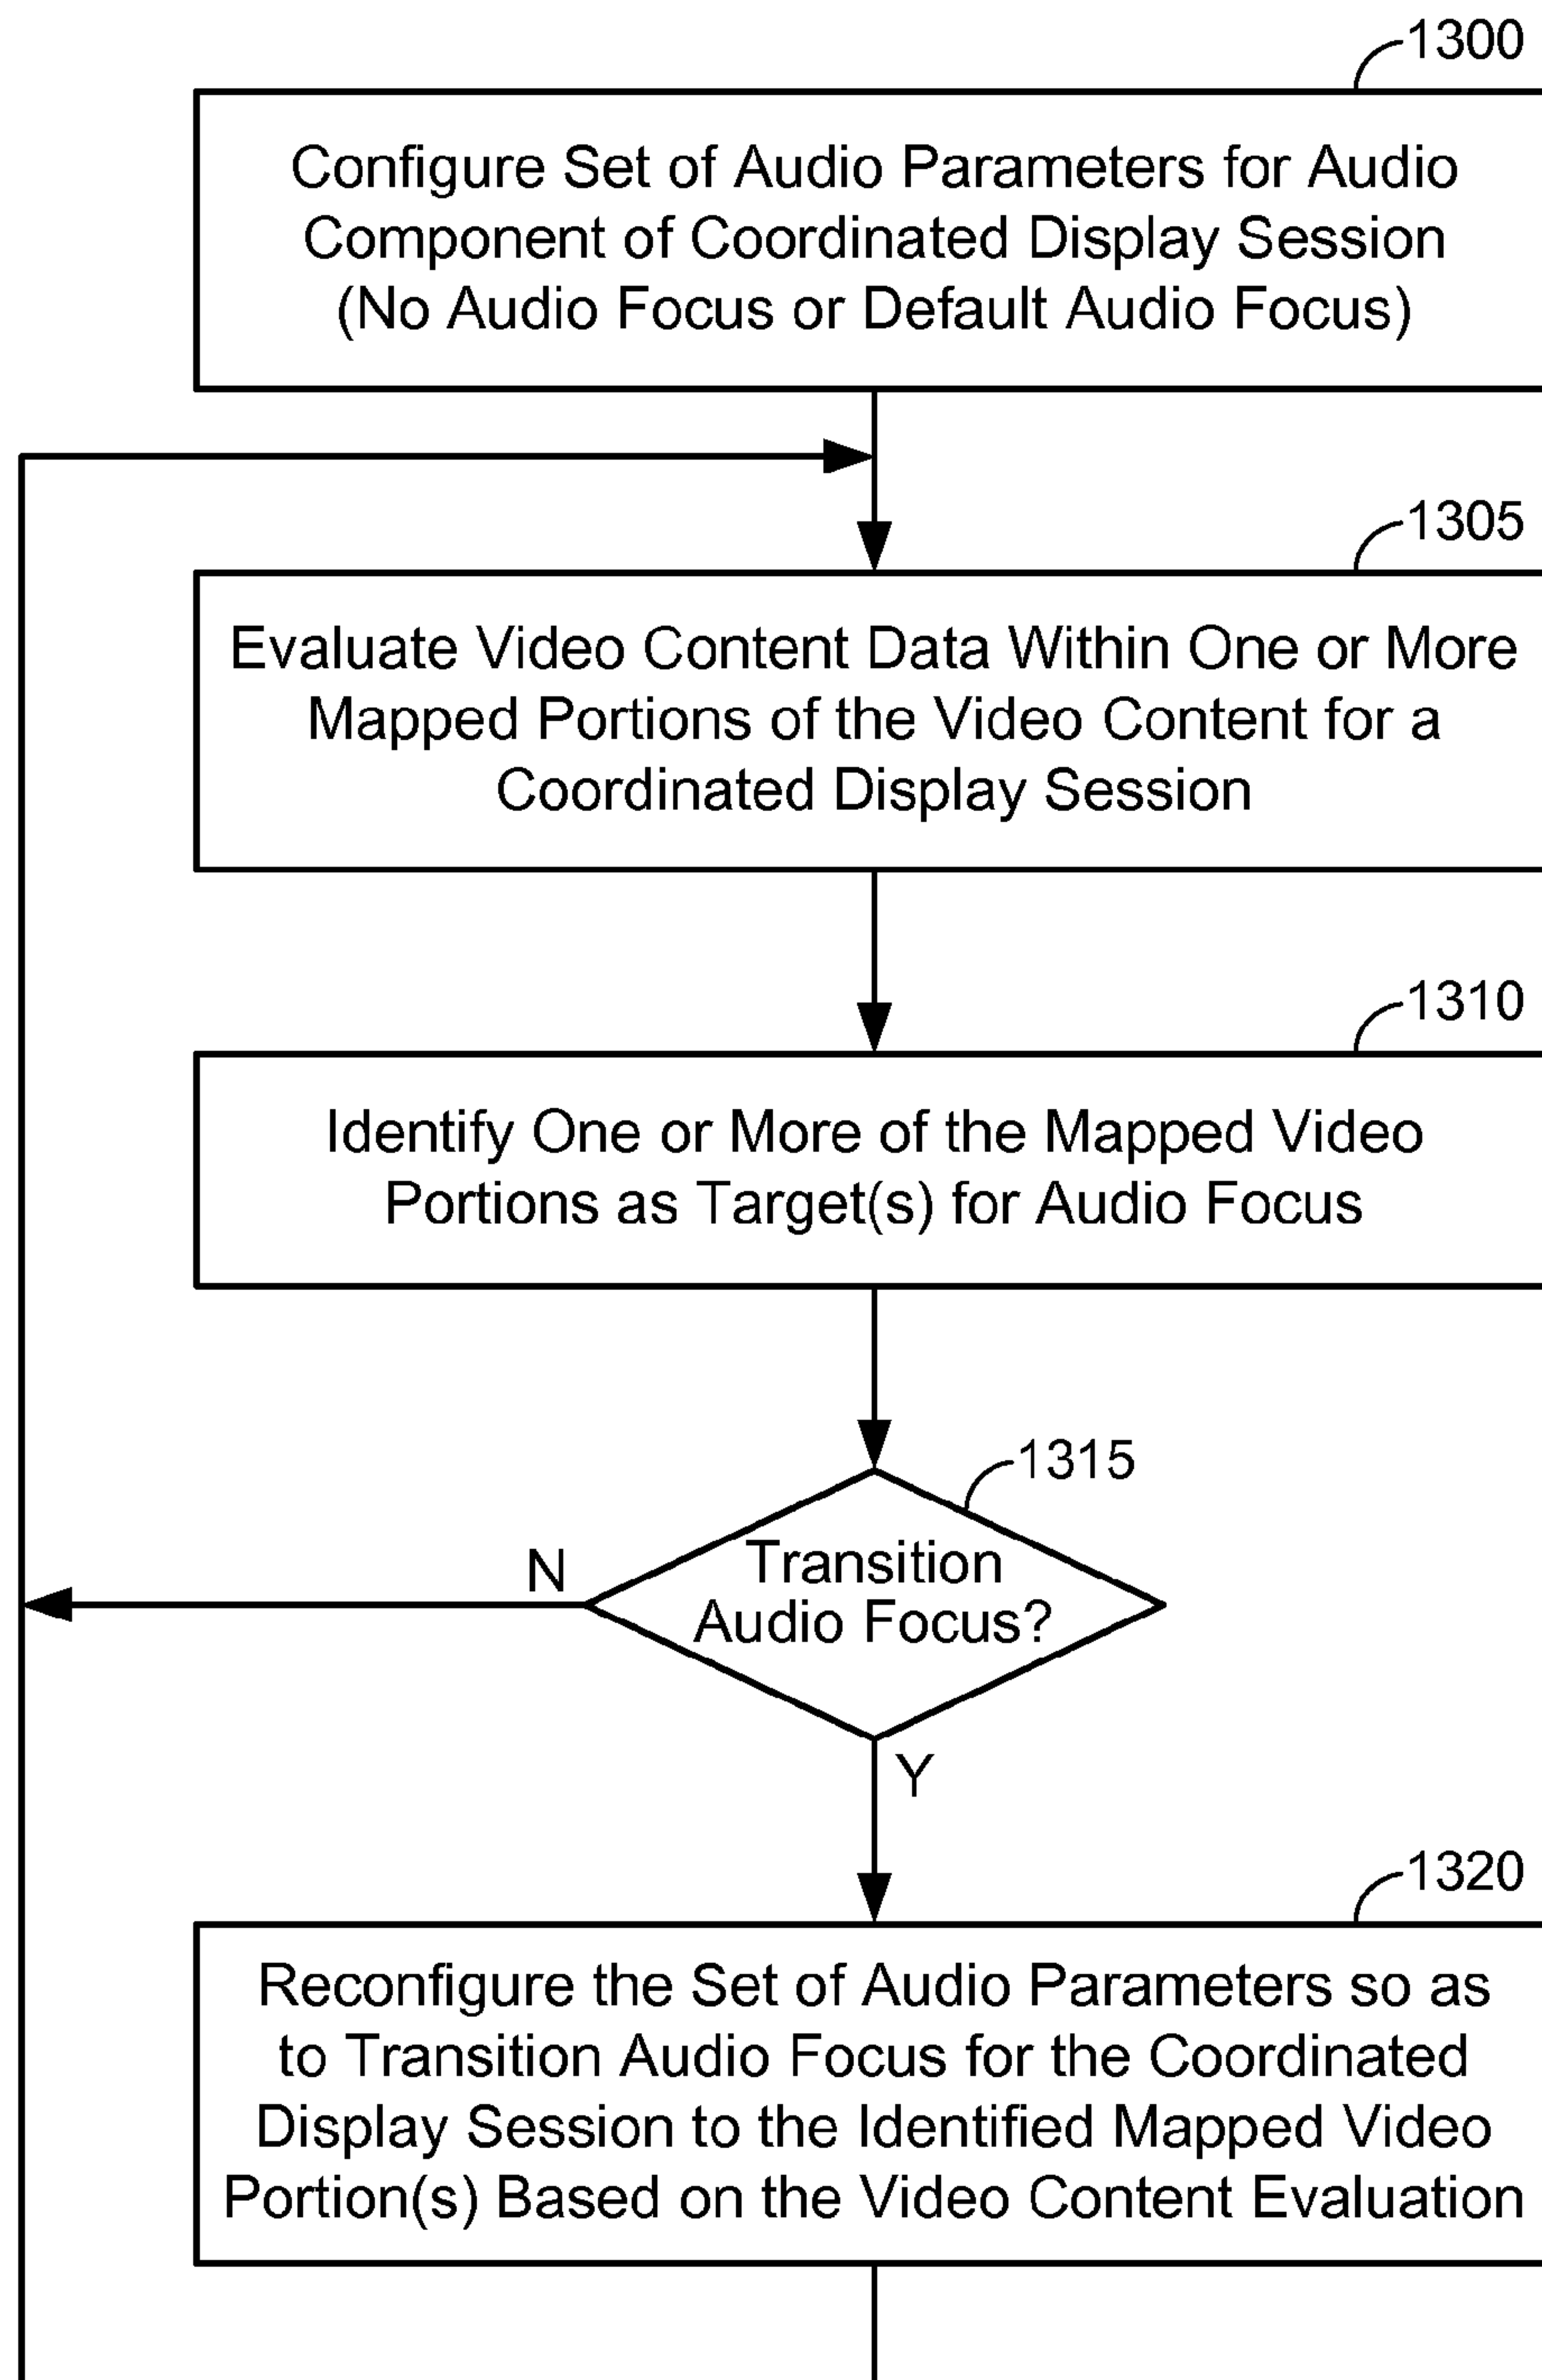 1300
Configure Set of Audio Parameters for Audio
Component of Coordinated Display Session
(No Audio Focus or Default Audio Focus)
1305
Evaluate Video Content Data Within One or More
Mapped Portions of the Video Content for a
Coordinated Display Session
1310
Identify One or More of the Mapped Video
Portions as Target(s) for Audio Focus
1315
N
Transition
Audio Focus?
Y
1320
Reconfigure the Set of Audio Parameters so as
to Transition Audio Focus for the Coordinated
Display Session to the Identified Mapped Video
Portion(s) Based on the Video Content Evaluation